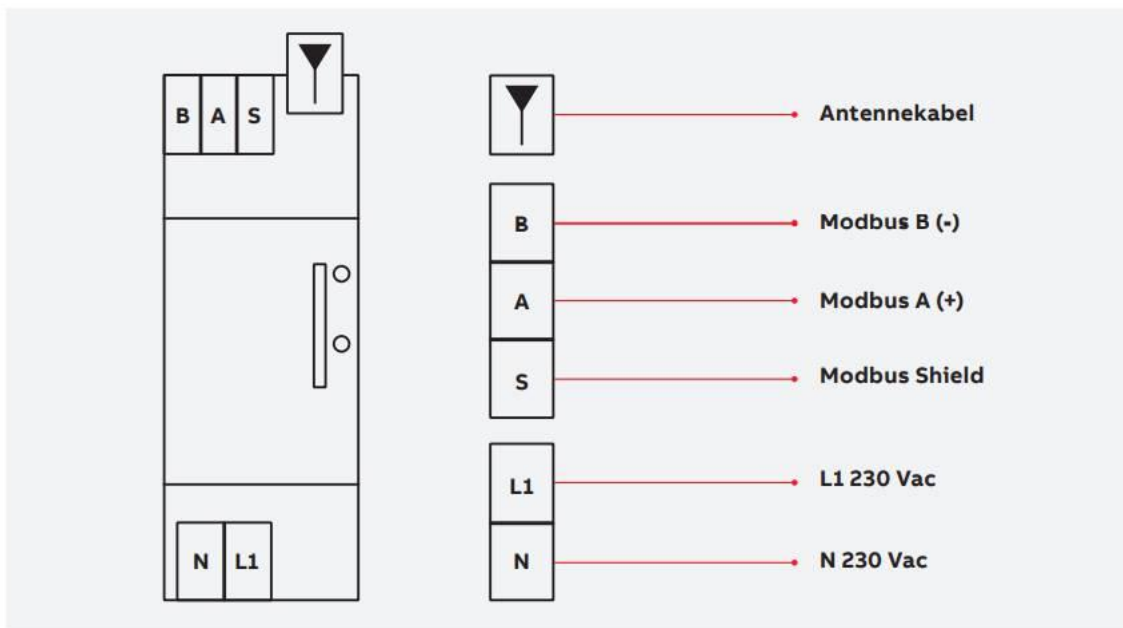 B A S
N L1
Antennekabel
B Modbus B (-)
A Modbus A (+)
S Modbus Shield
L1 L1 230 Vac
N N 230 Vac